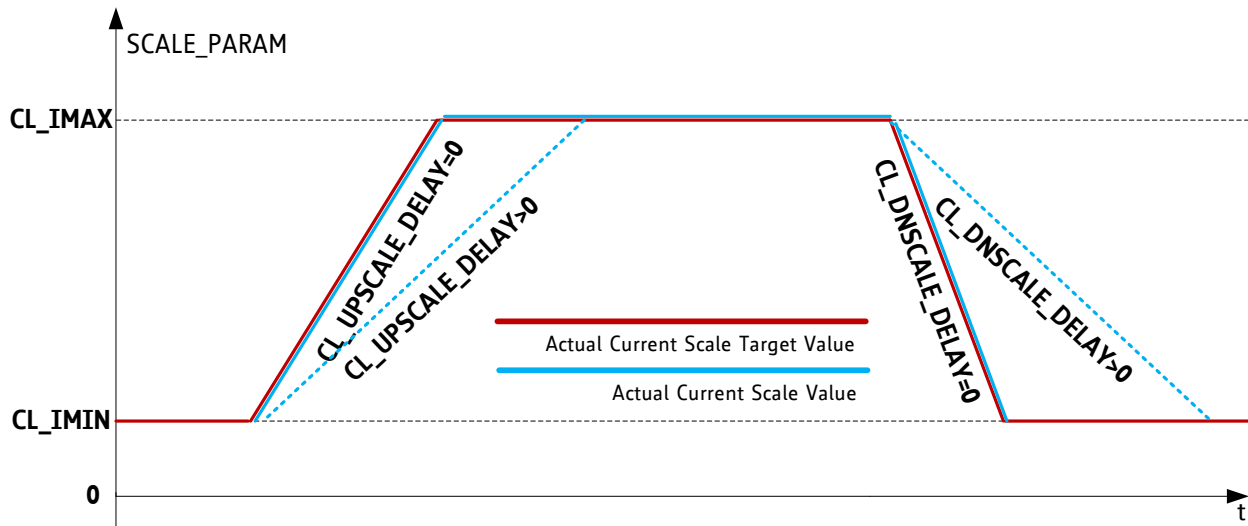 SCALE_PARAM
CL_IMAX
CL_UPSCALE_DELAY=0
CL_UPSCALE_DELAY>0
CL_DNSCALE_DELAY=0
CL_DNSCALE_DELAY>0
Actual Current Scale Target Value
Actual Current Scale Value
CL_IMIN
0
t